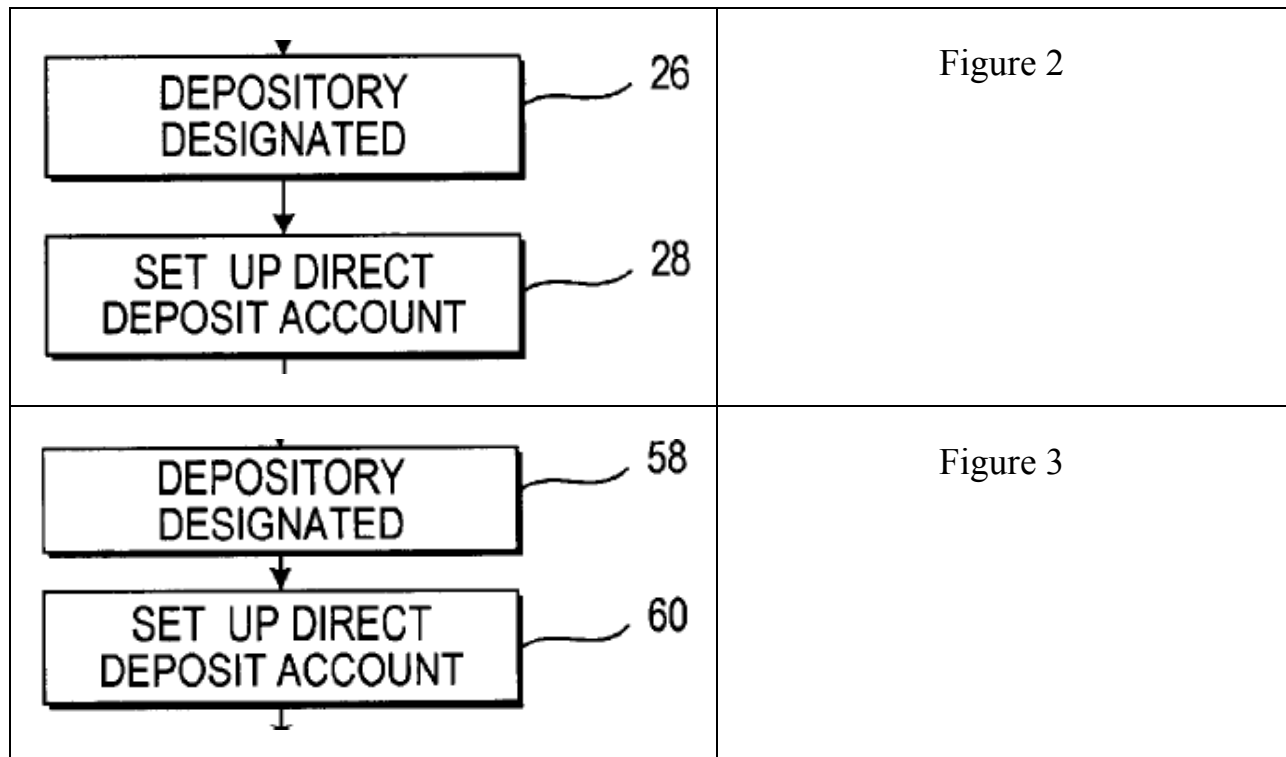 DEPOSITORY
DESIGNATED
26
Figure 2
SET UP DIRECT
DEPOSIT ACCOUNT
28
DEPOSITORY
DESIGNATED
58
Figure 3
SET UP DIRECT
DEPOSIT ACCOUNT
60